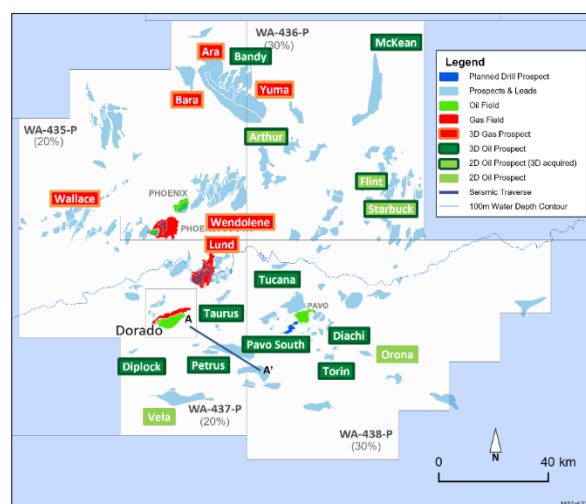 WA-436-P
(30%)
McKean
Ara
Bandy
Bara
Yuma
Arthur
WA-435-P
(20%)
Flint
Starbuck
Wallace
PHOENIX
Wendolene
Lund
Tucana
Taurus
PAVO
Dorado
A
Pavo South
Diachi
Orona
Diplock
Petrus
A'
Torin
Vela
WA-437-P
(20%)
WA-438-P
(30%)
Legend
Planned Drill Prospect
Prospects & Leads
Oil Field
Gas Field
3D Gas Prospect
3D Oil Prospect
2D Oil Prospect (3D acquired)
2D Oil Prospect
Seismic Traverse
100m Water Depth Contour
100
N
0
40 km